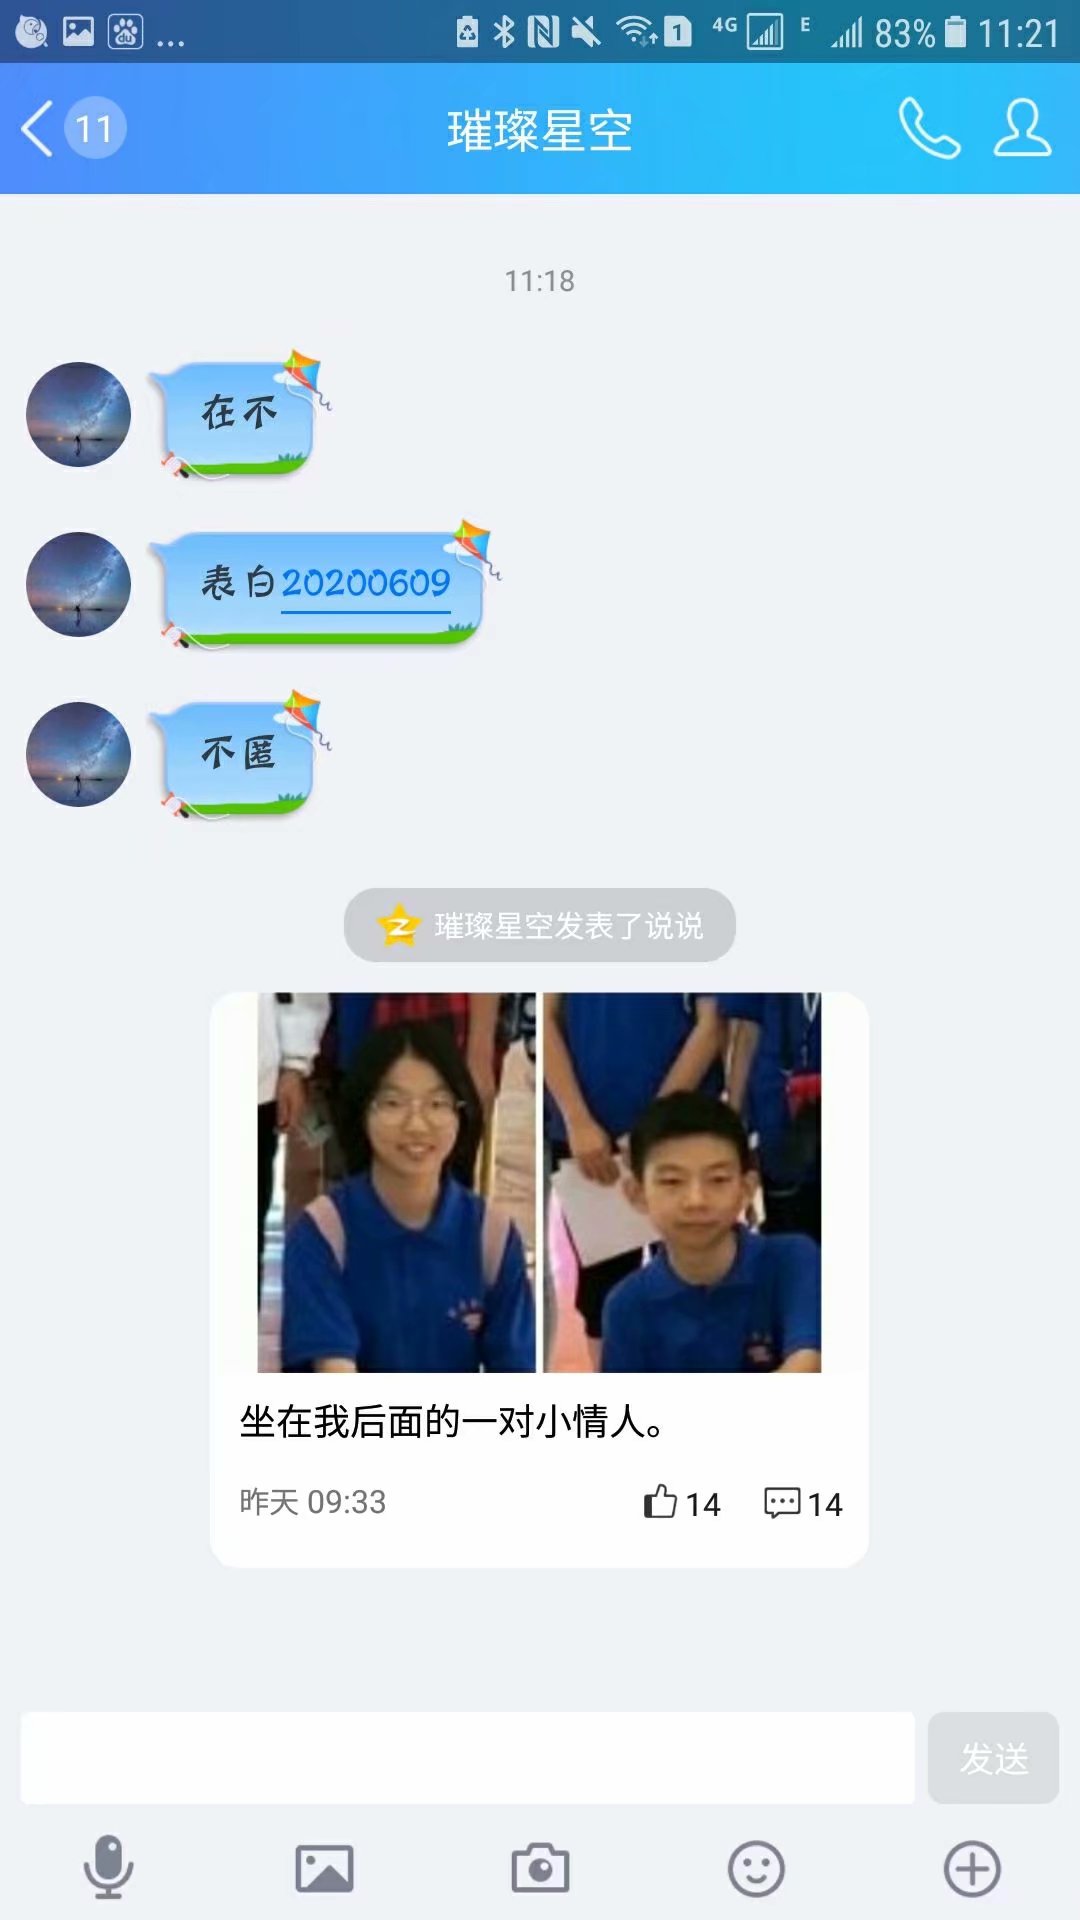 4G E 83% 11:21
11 璀璨星空
11:18
在不
表白20200609
不匿
璀璨星空发表了说说
坐在我后面的一对小情人。
昨天 09:33 14 14
发送